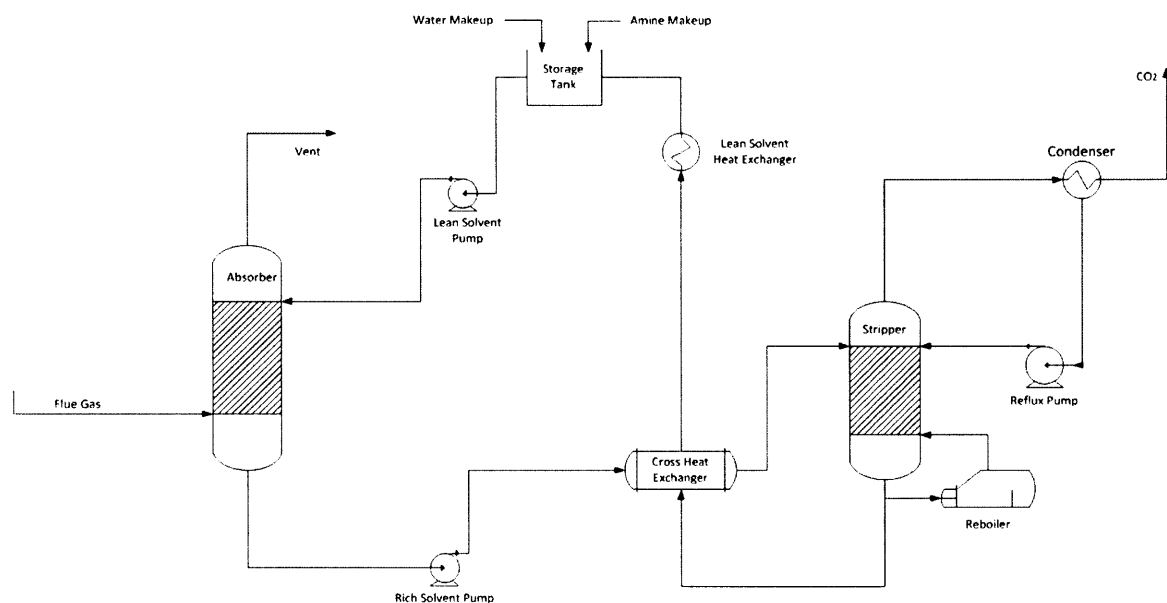 Water Makeup
Amine Makeup
Storage
Tank
CO2
Vent
Lean Solvent
Heat Exchanger
Condenser
Lean Solvent
Pump
Absorber
Stripper
Flue Gas
Reflux Pump
Cross Heat
Exchanger
Reboiler
Rich Solvent Pump